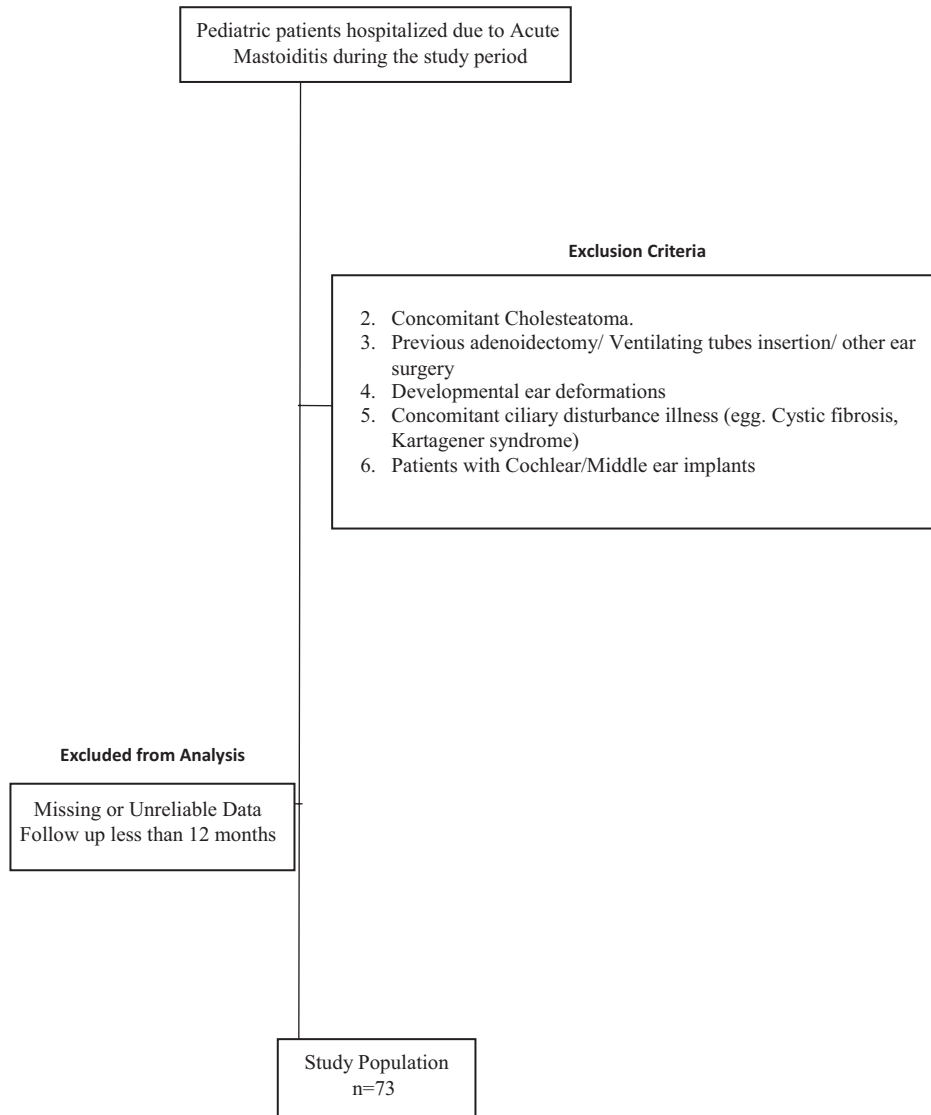 Pediatric patients hospitalized due to Acute
Mastoiditis during the study period
Exclusion Criteria
2. Concomitant Cholesteatoma.
3. Previous adenoidectomy/ Ventilating tubes insertion/ other ear
surgery
4. Developmental ear deformations
5. Concomitant ciliary disturbance illness (egg. Cystic fibrosis,
Kartagener syndrome)
6. Patients with Cochlear/Middle ear implants
Excluded from Analysis
Missing or Unreliable Data
Follow up less than 12 months
Study Population
n=73